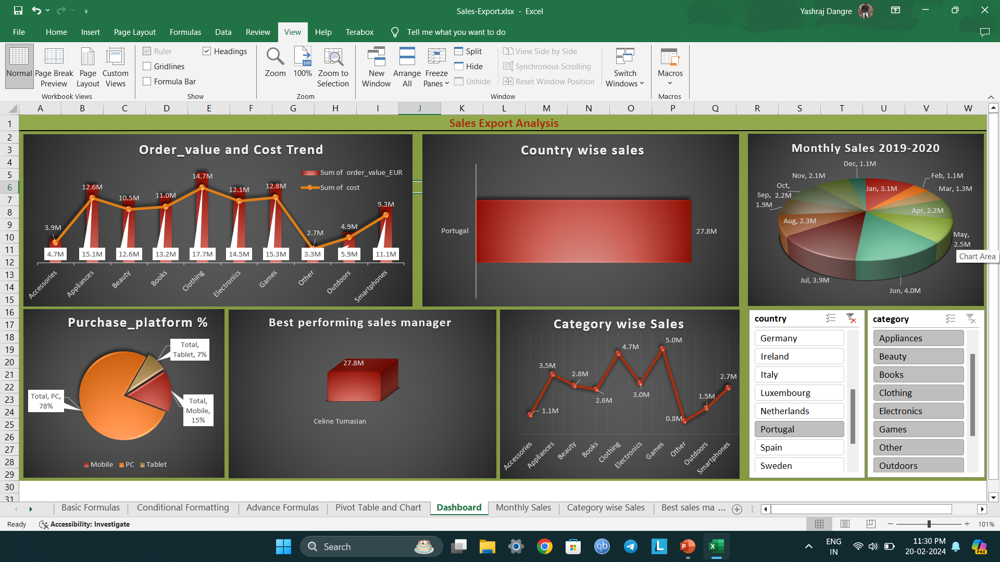 Sales-Export.xlsx - Excel
Yashraj Dangre
File Home Insert Page Layout Formulas Data Review View Help Terabox Tell me what you want to do
Normal
Page Break Preview
Page Layout
Custom Views
Workbook Views
Ruler
Headings
Gridlines
Formula Bar
Show
Zoom
100
100%
Zoom to Selection
Zoom
New Window
Arrange All
Freeze Panes
Split
Hide
Unhide
View Side by Side
Synchronous Scrolling
Reset Window Position
Window
Switch Windows
Macros
Macros
A B C D E F G H I J K L M N O P Q R S T U V W
1
2
3
4
5
6
7
8
9
10
11
12
13
14
15
16
17
18
19
20
21
22
23
24
25
26
27
28
29
30
31
Sales Export Analysis
Order_value and Cost Trend
Sum of order_value_EUR
Sum of cost
3.9M 12.6M 10.5M 11.0M 14.7M 12.1M 12.8M 2.7M 4.9M 9.3M
4.7M 15.1M 12.6M 13.2M 17.7M 14.5M 15.3M 3.3M 5.9M 11.1M
Accessories Appliances Beauty Books Clothing Electronics Games Other Outdoors Smartphones
Country wise sales
Portugal
27.8M
Monthly Sales 2019-2020
Dec, 1.1M
Nov, 2.1M
Feb, 1.1M
Oct, 2.2M
Jan, 3.1M
Mar, 1.3M
Sep, 1.9M
Apr, 2.2M
Aug, 2.3M
May, 2.5M
Chart Area
Jul, 3.9M
Jun, 4.0M
Purchase_platform %
Total, Tablet, 7%
Total, PC, 78%
Total, Mobile, 15%
Mobile PC Tablet
Best performing sales manager
27.8M
Celine Tumasian
Category wise Sales
1.1M 3.5M 2.8M 2.6M 4.7M 3.0M 5.0M 0.8M 1.5M 2.7M
Accessories Appliances Beauty Books Clothing Electronics Games Other Outdoors Smartphones
country
Germany
Ireland
Italy
Luxembourg
Netherlands
Portugal
Spain
Sweden
category
Appliances
Beauty
Books
Clothing
Electronics
Games
Other
Outdoors
Basic Formulas Conditional Formatting Advance Formulas Pivot Table and Chart Dashboard Monthly Sales Category wise Sales Best sales ma ...
Ready Accessibility: Investigate
101%
Search
qb
L
P
X
ENG
IN
11:30 PM
20-02-2024
PRE